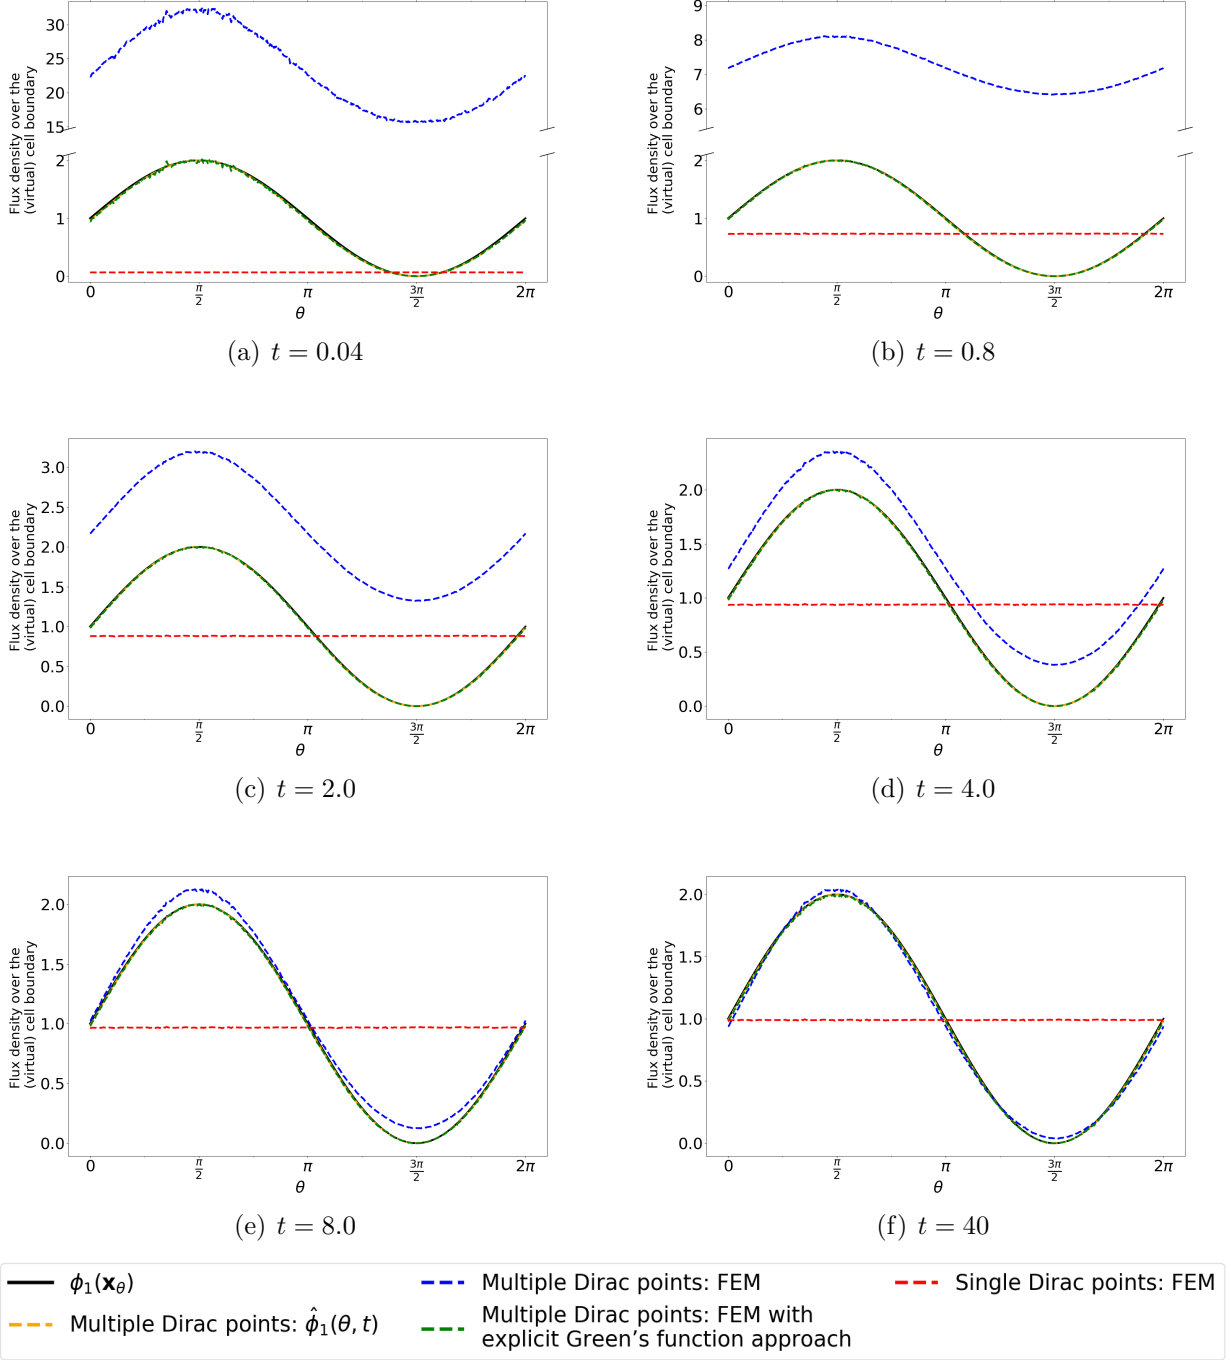 Flux density over the
(virtual) cell boundary
30
25
20
15
2
1
0
0
π/2
π
3π/2
2π
θ
(a) t = 0.04
Flux density over the
(virtual) cell boundary
9
8
7
6
2
1
0
0
π/2
π
3π/2
2π
θ
(b) t = 0.8
Flux density over the
(virtual) cell boundary
3.0
2.5
2.0
1.5
1.0
0.5
0.0
0
π/2
π
3π/2
2π
θ
(c) t = 2.0
Flux density over the
(virtual) cell boundary
2.0
1.5
1.0
0.5
0.0
0
π/2
π
3π/2
2π
θ
(d) t = 4.0
Flux density over the
(virtual) cell boundary
2.0
1.5
1.0
0.5
0.0
0
π/2
π
3π/2
2π
θ
(e) t = 8.0
Flux density over the
(virtual) cell boundary
2.0
1.5
1.0
0.5
0.0
0
π/2
π
3π/2
2π
θ
(f) t = 40
ϕ₁(𝐱_θ)
Multiple Dirac points: ϕ̂₁(θ, t)
Multiple Dirac points: FEM
Multiple Dirac points: FEM with
explicit Green's function approach
Single Dirac points: FEM